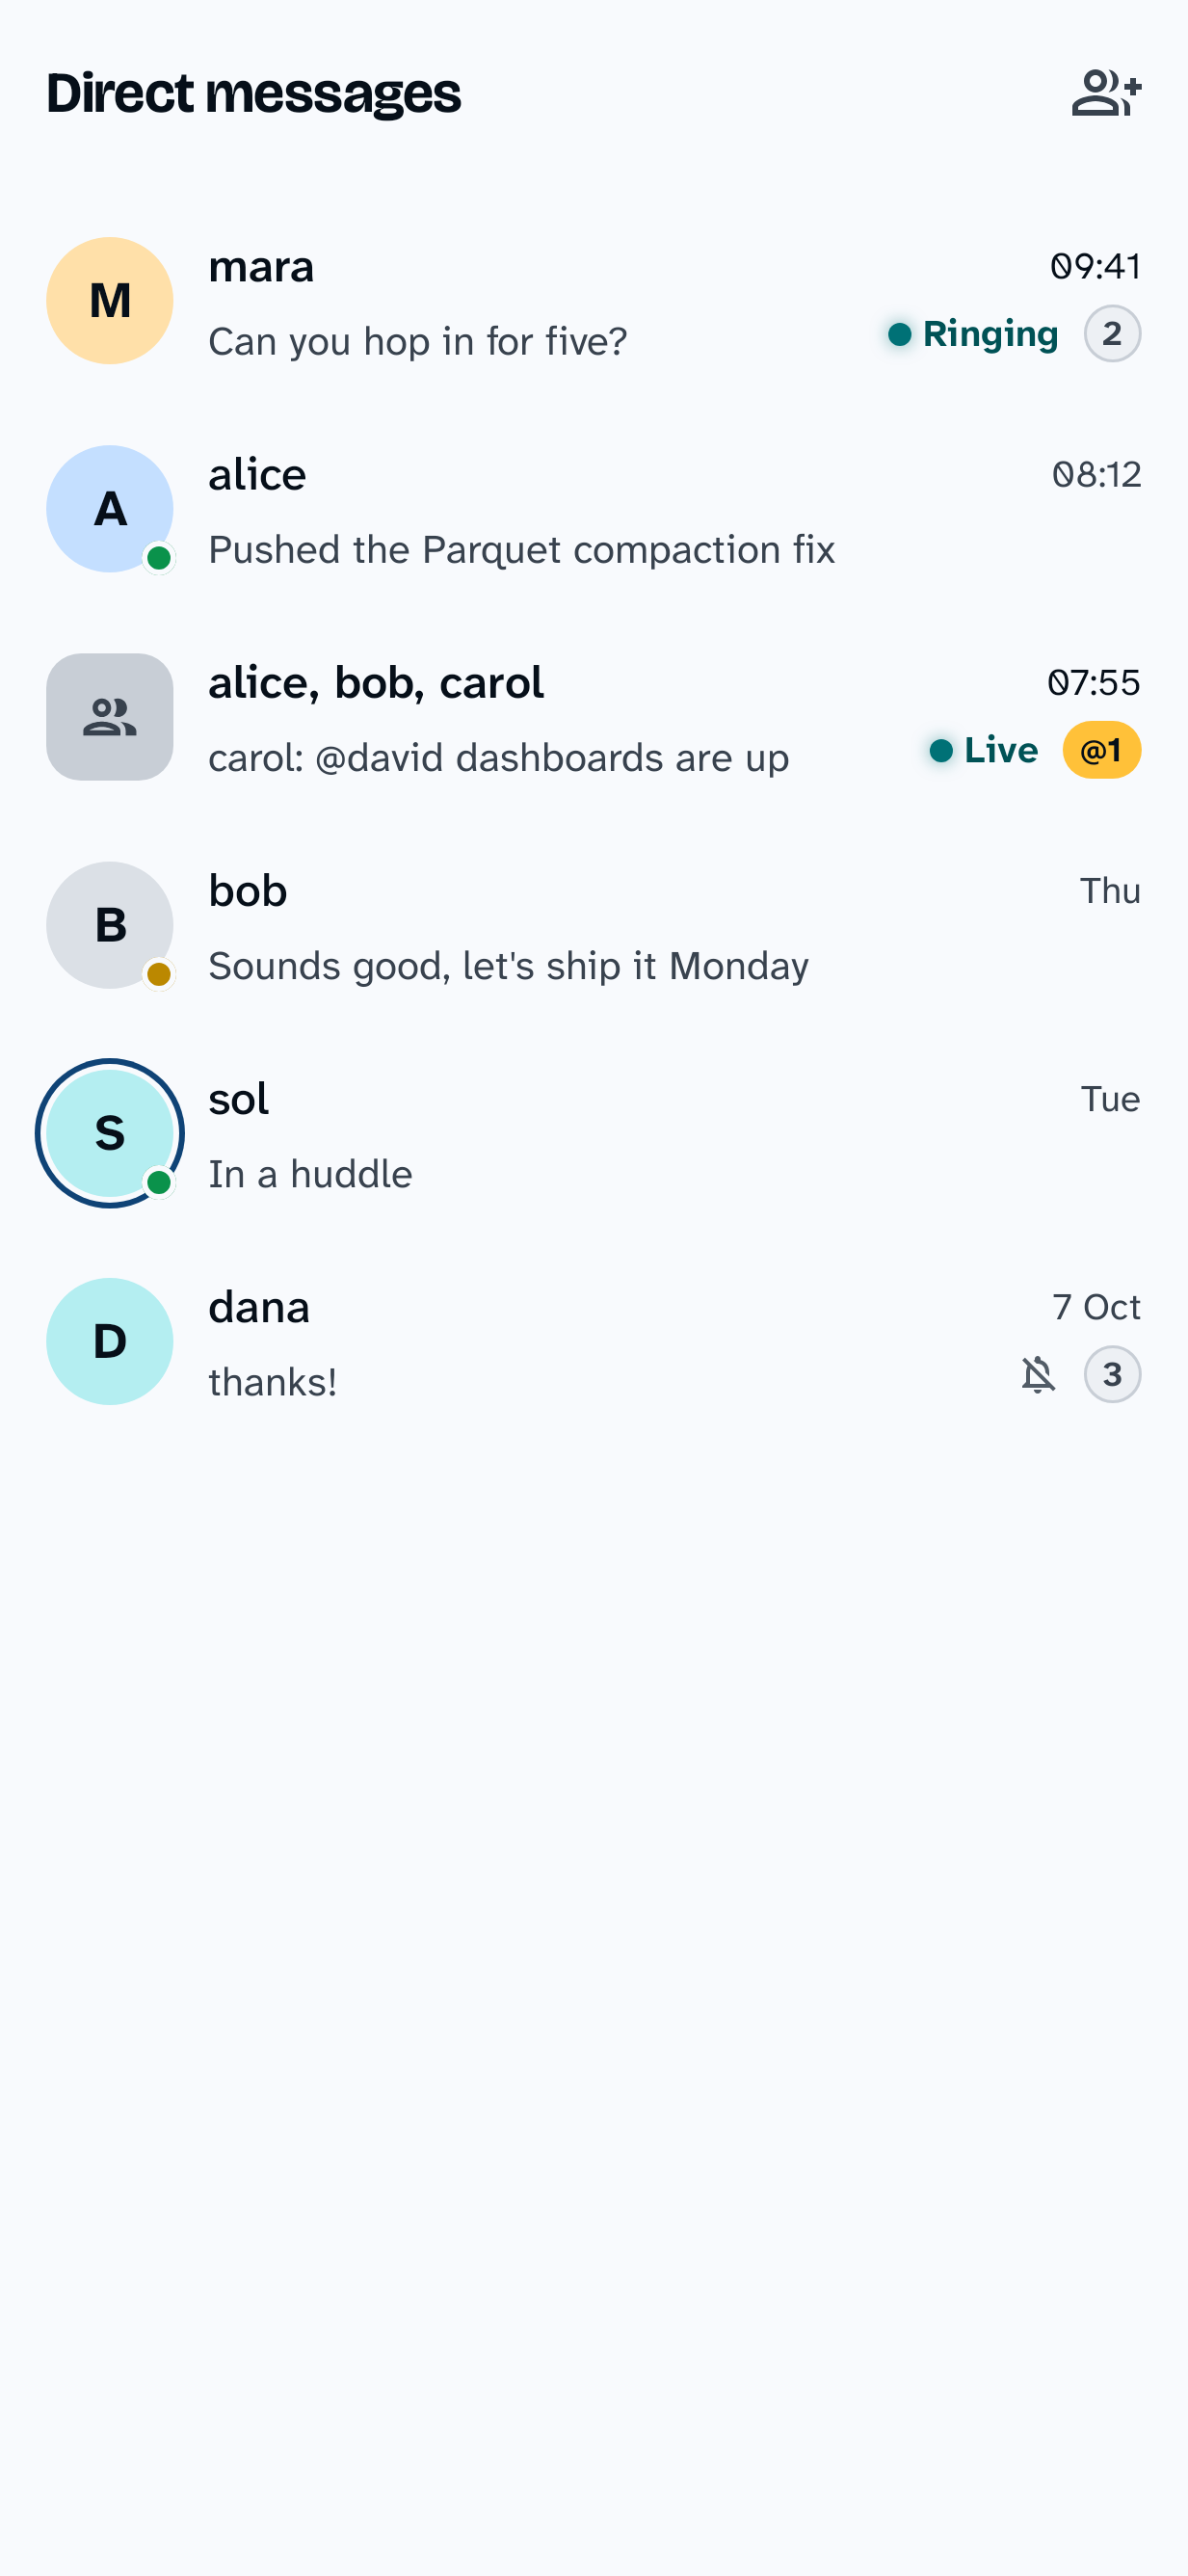 Direct messages
M
mara
09:41
Can you hop in for five?
Ringing
2
A
alice
08:12
Pushed the Parquet compaction fix
alice, bob, carol
07:55
carol: @david dashboards are up
Live
@1
B
bob
Thu
Sounds good, let's ship it Monday
S
sol
Tue
In a huddle
D
dana
7 Oct
thanks!
3